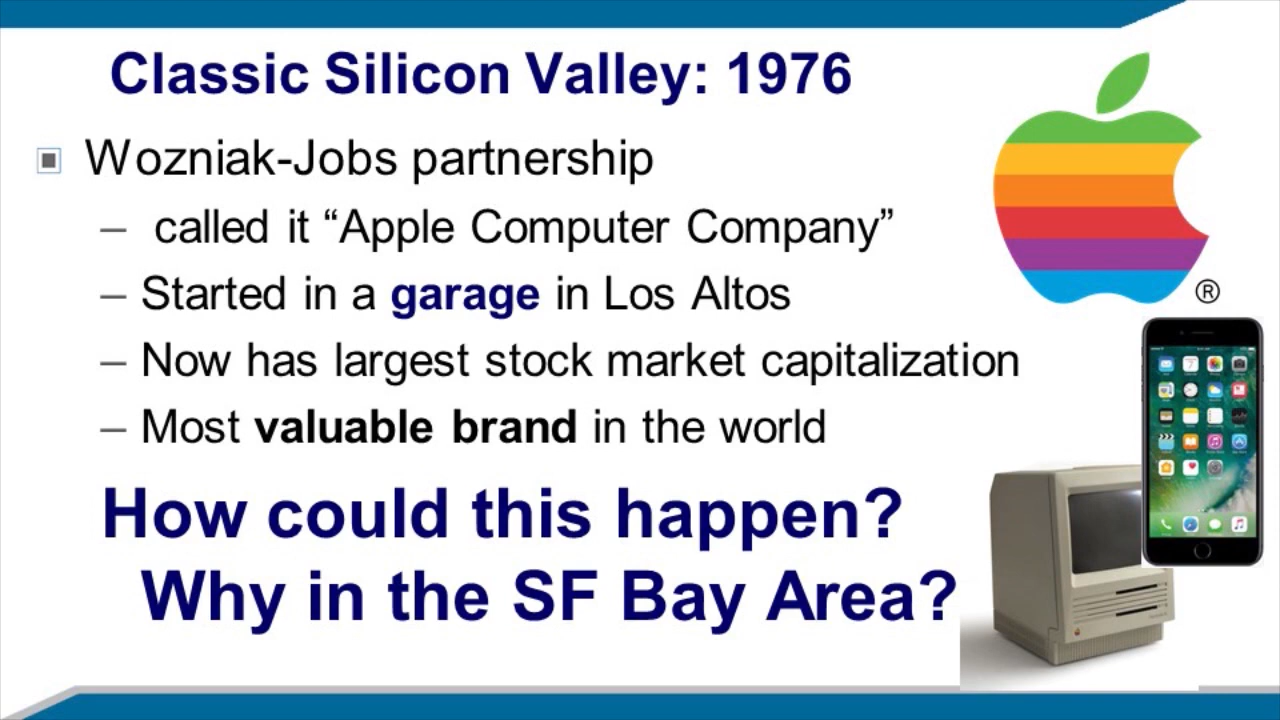 Classic Silicon Valley: 1976
Wozniak-Jobs partnership
– called it “Apple Computer Company”
– Started in a garage in Los Altos
– Now has largest stock market capitalization
– Most valuable brand in the world
How could this happen?
Why in the SF Bay Area?
®